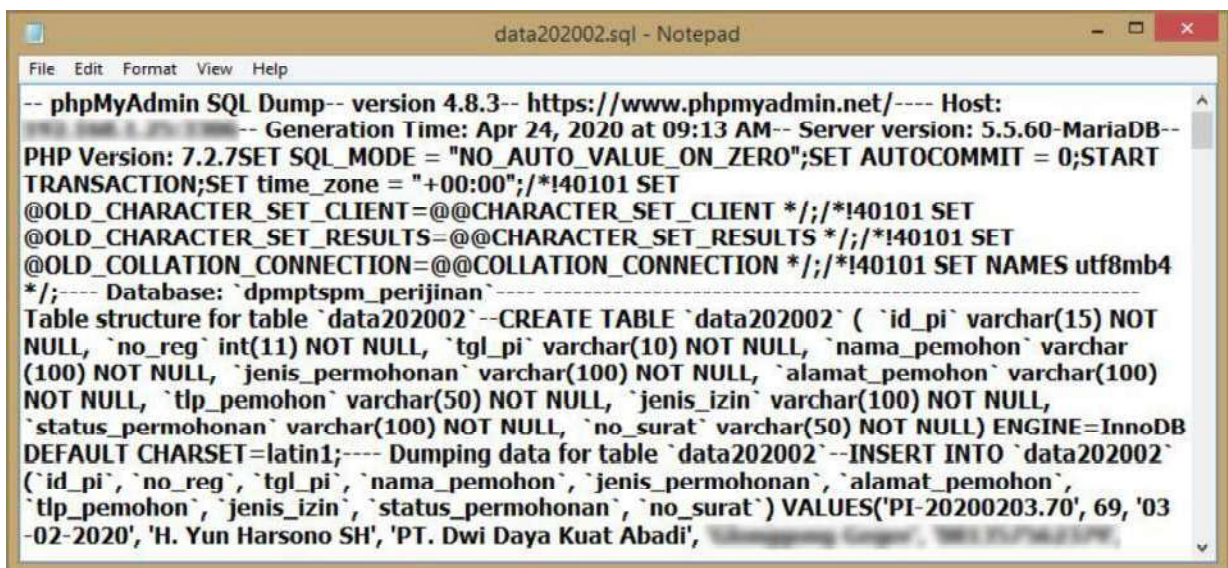 data202002.sql - Notepad
File Edit Format View Help
-- phpMyAdmin SQL Dump-- version 4.8.3-- https://www.phpmyadmin.net/---- Host:
-- Generation Time: Apr 24, 2020 at 09:13 AM-- Server version: 5.5.60-MariaDB--
PHP Version: 7.2.7SET SQL_MODE = "NO_AUTO_VALUE_ON_ZERO";SET AUTOCOMMIT = 0;START
TRANSACTION;SET time_zone = "+00:00";/*!40101 SET
@OLD_CHARACTER_SET_CLIENT=@@CHARACTER_SET_CLIENT */;/*!40101 SET
@OLD_CHARACTER_SET_RESULTS=@@CHARACTER_SET_RESULTS */;/*!40101 SET
@OLD_COLLATION_CONNECTION=@@COLLATION_CONNECTION */;/*!40101 SET NAMES utf8mb4
*/;---- Database: `dpmptspm_perijinan`--------------------------------------------------------------------------
Table structure for table `data202002`--CREATE TABLE `data202002` ( `id_pi` varchar(15) NOT
NULL, `no_reg` int(11) NOT NULL, `tgl_pi` varchar(10) NOT NULL, `nama_pemohon` varchar
(100) NOT NULL, `jenis_permohonan` varchar(100) NOT NULL, `alamat_pemohon` varchar(100)
NOT NULL, `tlp_pemohon` varchar(50) NOT NULL, `jenis_izin` varchar(100) NOT NULL,
`status_permohonan` varchar(100) NOT NULL, `no_surat` varchar(50) NOT NULL) ENGINE=InnoDB
DEFAULT CHARSET=latin1;---- Dumping data for table `data202002`--INSERT INTO `data202002`
(`id_pi`, `no_reg`, `tgl_pi`, `nama_pemohon`, `jenis_permohonan`, `alamat_pemohon`,
`tlp_pemohon`, `jenis_izin`, `status_permohonan`, `no_surat`) VALUES('PI-20200203.70', 69, '03
-02-2020', 'H. Yun Harsono SH', 'PT. Dwi Daya Kuat Abadi',